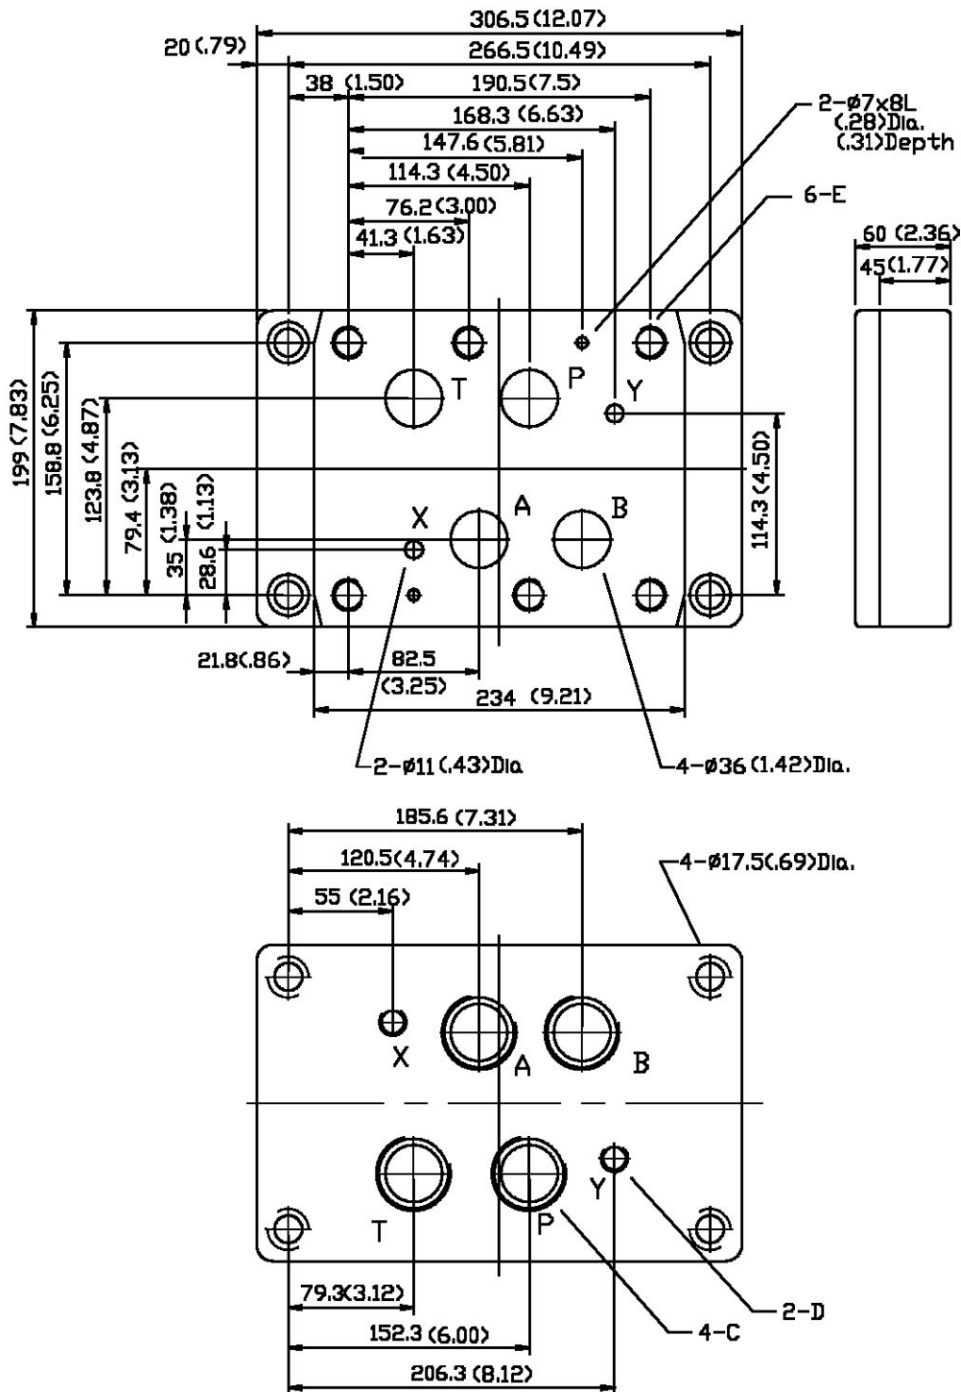 306.5 (12.07)
20 (.79)
266.5 (10.49)
38 (1.50)
190.5 (7.5)
168.3 (6.63)
147.6 (5.81)
114.3 (4.50)
76.2 (3.00)
41.3 (1.63)
2-ø7x8L
(.28)Dia.
(.31)Depth
6-E
60 (2.36)
45 (1.77)
T
P
Y
X
A
B
199 (7.83)
158.8 (6.25)
123.8 (4.87)
79.4 (3.13)
35 (1.38)
28.6 (1.13)
114.3 (4.50)
21.8(.86)
82.5
(3.25)
234 (9.21)
2-ø11 (.43)Dia
4-ø36 (1.42)Dia.
185.6 (7.31)
120.5(4.74)
55 (2.16)
4-ø17.5(.69)Dia.
X
A
B
T
P
Y
79.3(3.12)
152.3 (6.00)
206.3 (8.12)
2-D
4-C